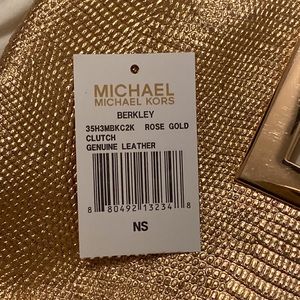 MICHAEL
MICHAEL KORS
BERKLEY
35H3MBKC2K ROSE GOLD
CLUTCH
GENUINE LEATHER
8 80492 13234 8
NS